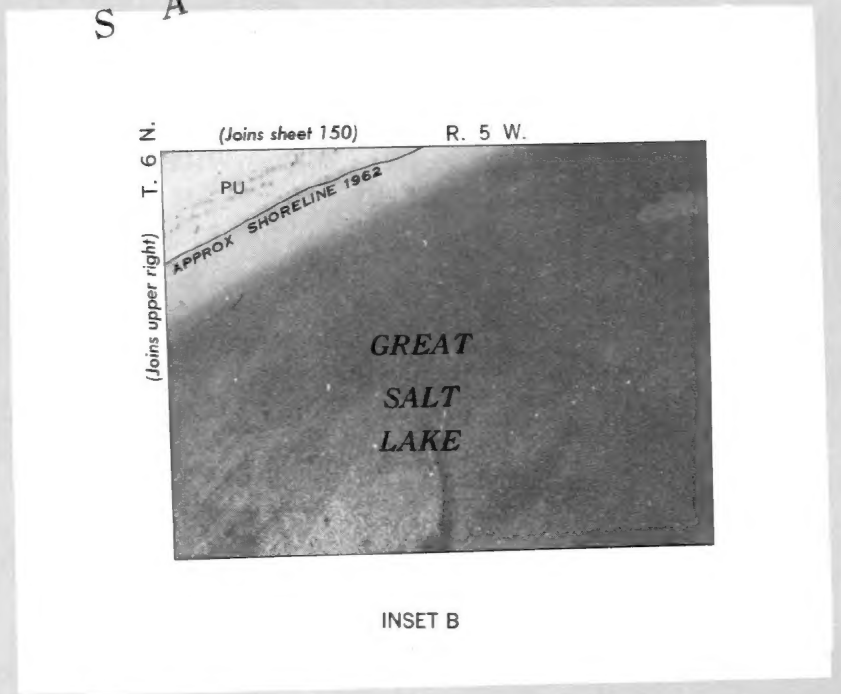 S A
(Joins sheet 150) R. 5 W.
T. 6 N.
(Joins upper right)
PU
APPROX SHORELINE 1962
GREAT
SALT
LAKE
INSET B